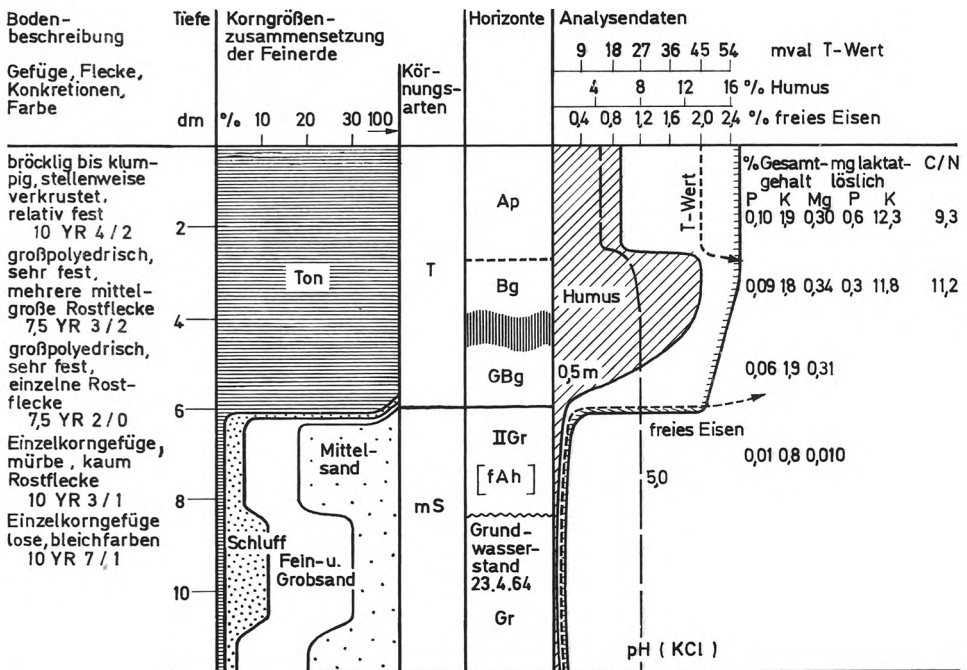 Boden-
beschreibung
Gefüge, Flecke,
Konkretionen,
Farbe
Tiefe
dm
Korngrößen-
zusammensetzung
der Feinerde
% 10 20 30 100
Kör-
nungs-
arten
Horizonte
Analysendaten
9 18 27 36 45 54 mval T-Wert
4 8 12 16 % Humus
0,4 0,8 1,2 1,6 2,0 2,4 % freies Eisen
bröcklig bis klum-
pig, stellenweise
verkrustet,
relativ fest
10 YR 4/2
großpolyedrisch,
sehr fest,
mehrere mittel-
große Rostflecke
7,5 YR 3/2
großpolyedrisch,
sehr fest,
einzelne Rost-
flecke
7,5 YR 2/0
Einzelkorngefüge,
mürbe, kaum
Rostflecke
10 YR 3/1
Einzelkorngefüge
lose, bleichfarben
10 YR 7/1
2
4
6
8
10
Ton
Mittel-
sand
Schluff
Fein- u.
Grobsand
T
mS
Ap
Bg
GBg
IIGr
[fAh]
Grund-
wasser-
stand
23.4.64
Gr
Humus
0,5 m
T-Wert
freies Eisen
5,0
pH (KCl)
% Gesamt- mg laktat- C/N
gehalt löslich
P K Mg P K
0,10 1,9 0,30 0,6 12,3 9,3
0,09 1,8 0,34 0,3 11,8 11,2
0,06 1,9 0,31
0,01 0,8 0,010